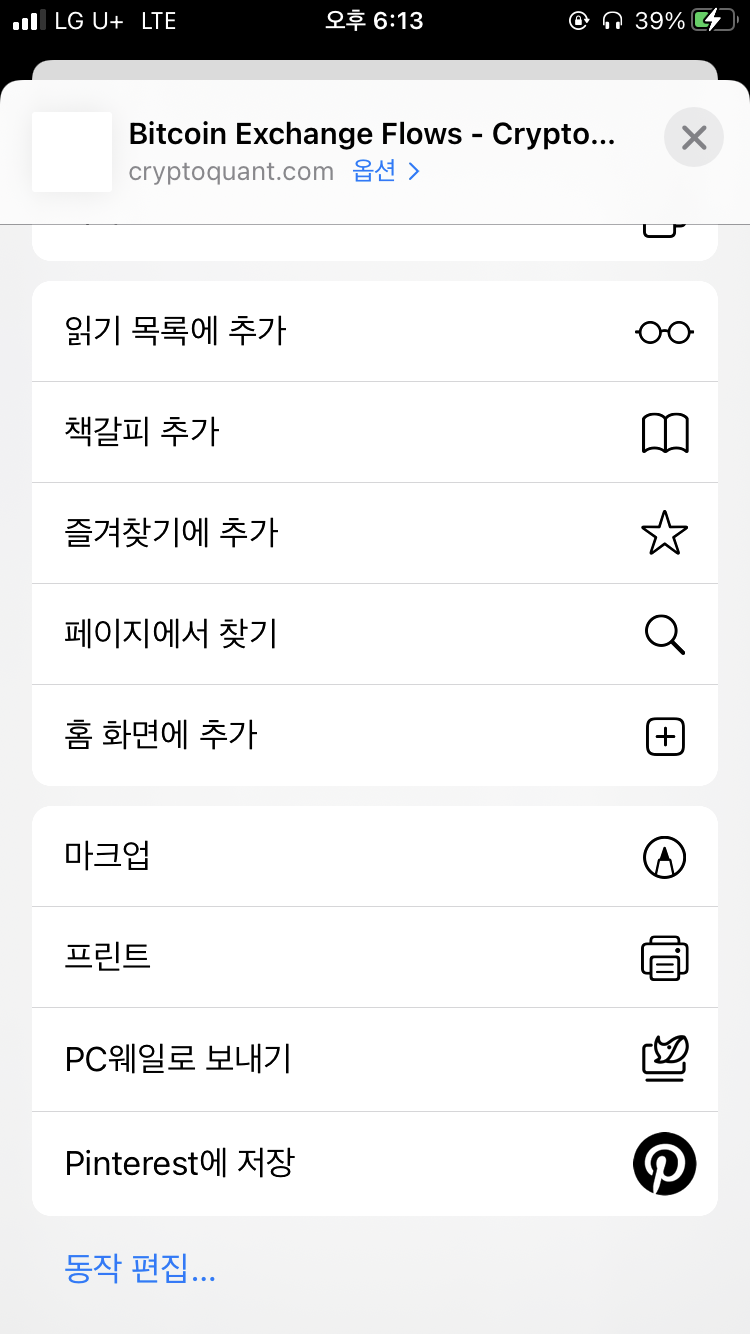 LG U+ LTE 오후 6:13 39%
Bitcoin Exchange Flows - Crypto...
cryptoquant.com 옵션 >
읽기 목록에 추가
책갈피 추가
즐겨찾기에 추가
페이지에서 찾기
홈 화면에 추가
마크업
프린트
PC웨일로 보내기
Pinterest에 저장
동작 편집...